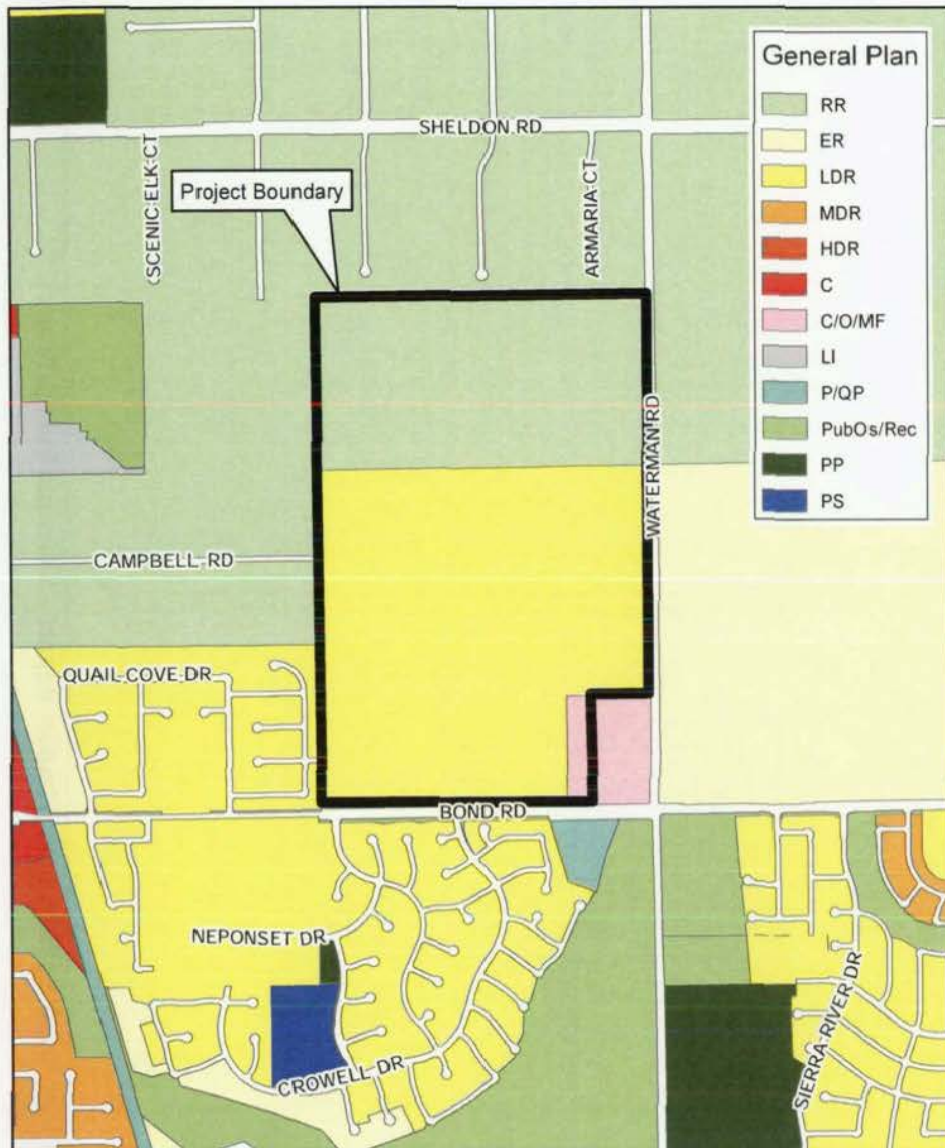 General Plan
RR
ER
LDR
MDR
HDR
C
C/O/MF
LI
P/QP
PubOs/Rec
PP
PS
SHELDON RD
SCENIC ELK CT
ARMARIA CT
Project Boundary
WATERMAN RD
CAMPBELL RD
QUAIL COVE DR
BOND RD
NEPONSET DR
CROWELL DR
SIERRA RIVER DR